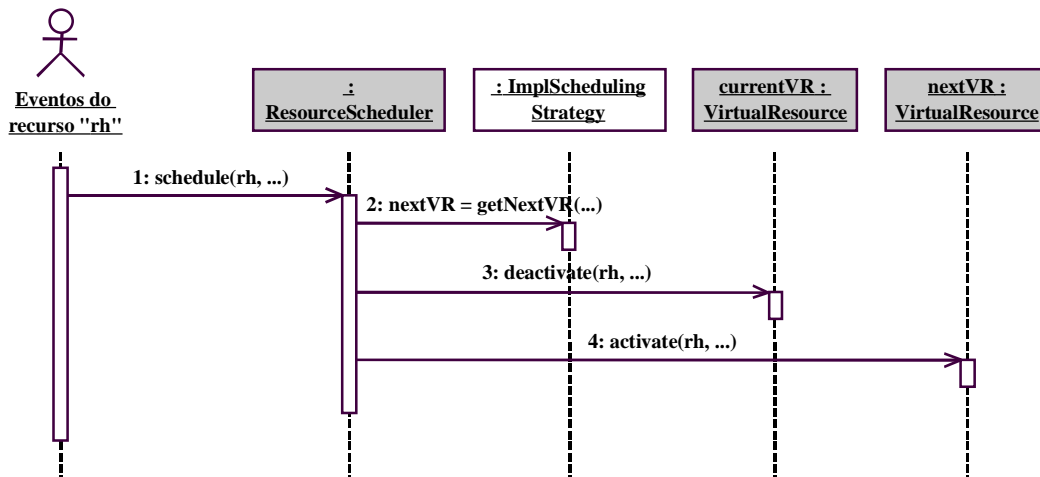 Eventos do
recurso "rh"
:
ResourceScheduler
: ImplScheduling
Strategy
currentVR :
VirtualResource
nextVR :
VirtualResource
1: schedule(rh, ...)
2: nextVR = getNextVR(...)
3: deactivate(rh, ...)
4: activate(rh, ...)